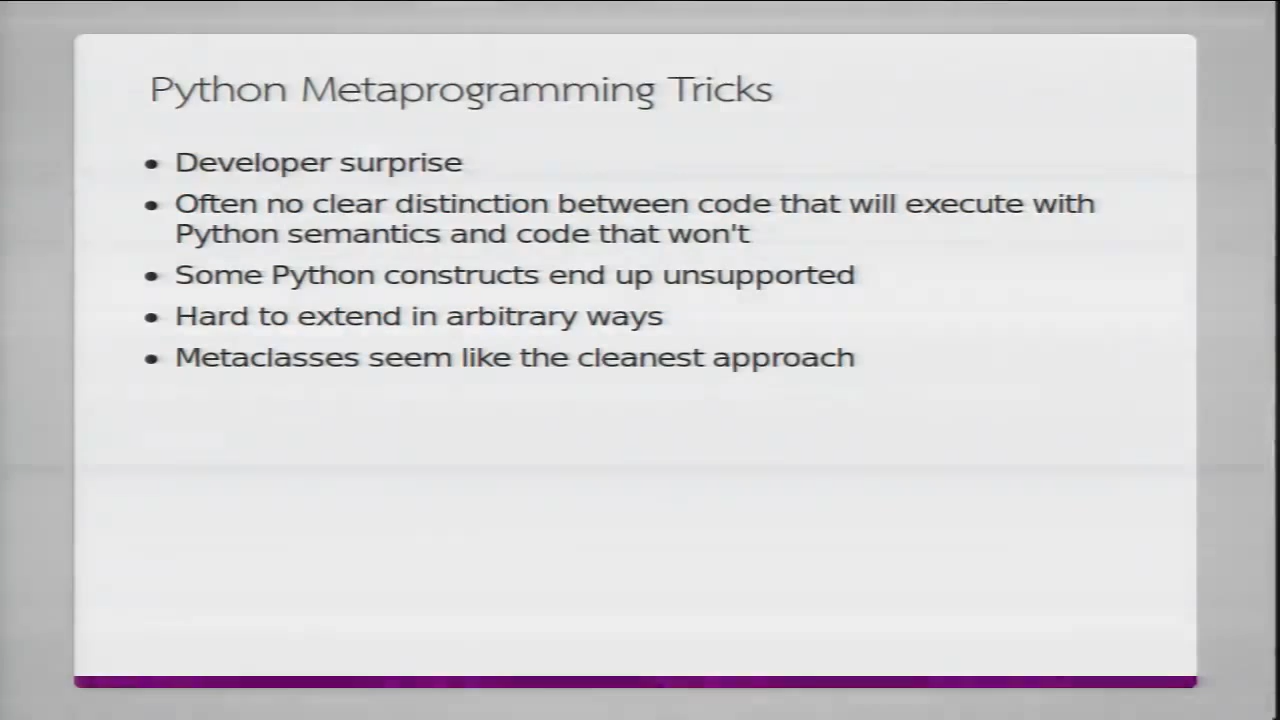 Python Metaprogramming Tricks
• Developer surprise
• Often no clear distinction between code that will execute with
Python semantics and code that won't
• Some Python constructs end up unsupported
• Hard to extend in arbitrary ways
• Metaclasses seem like the cleanest approach